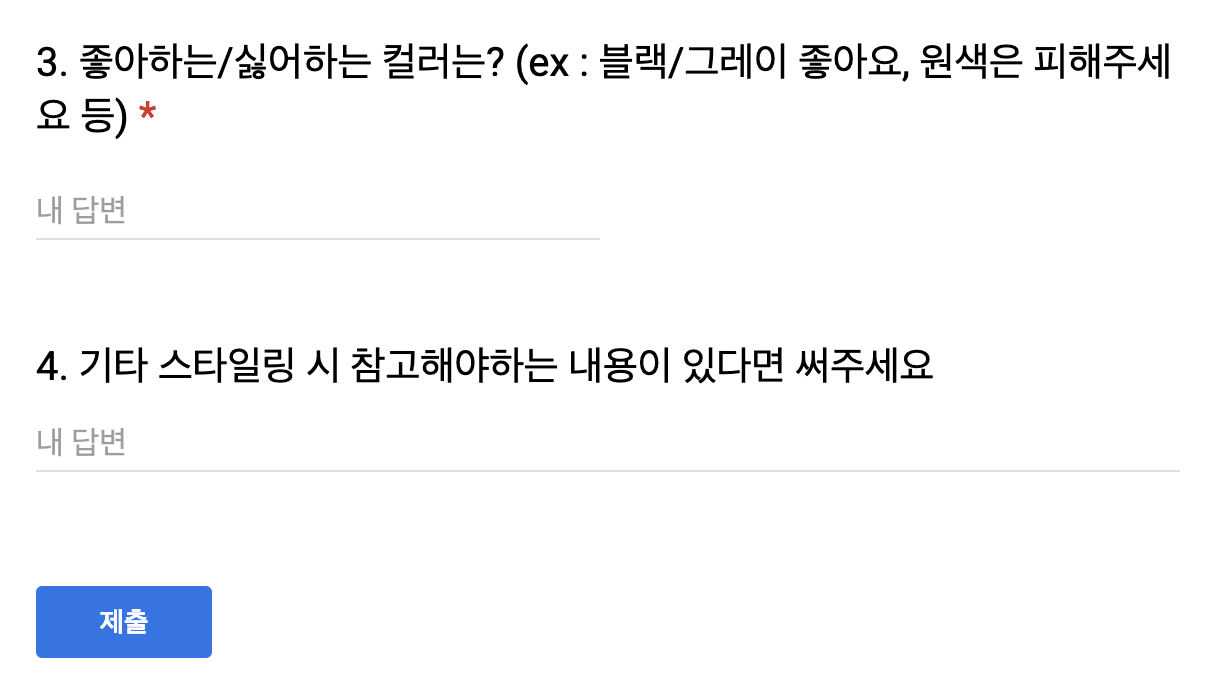 3. 좋아하는/싫어하는 컬러는? (ex : 블랙/그레이 좋아요, 원색은 피해주세
요 등) *
내 답변
4. 기타 스타일링 시 참고해야하는 내용이 있다면 써주세요
내 답변
제출